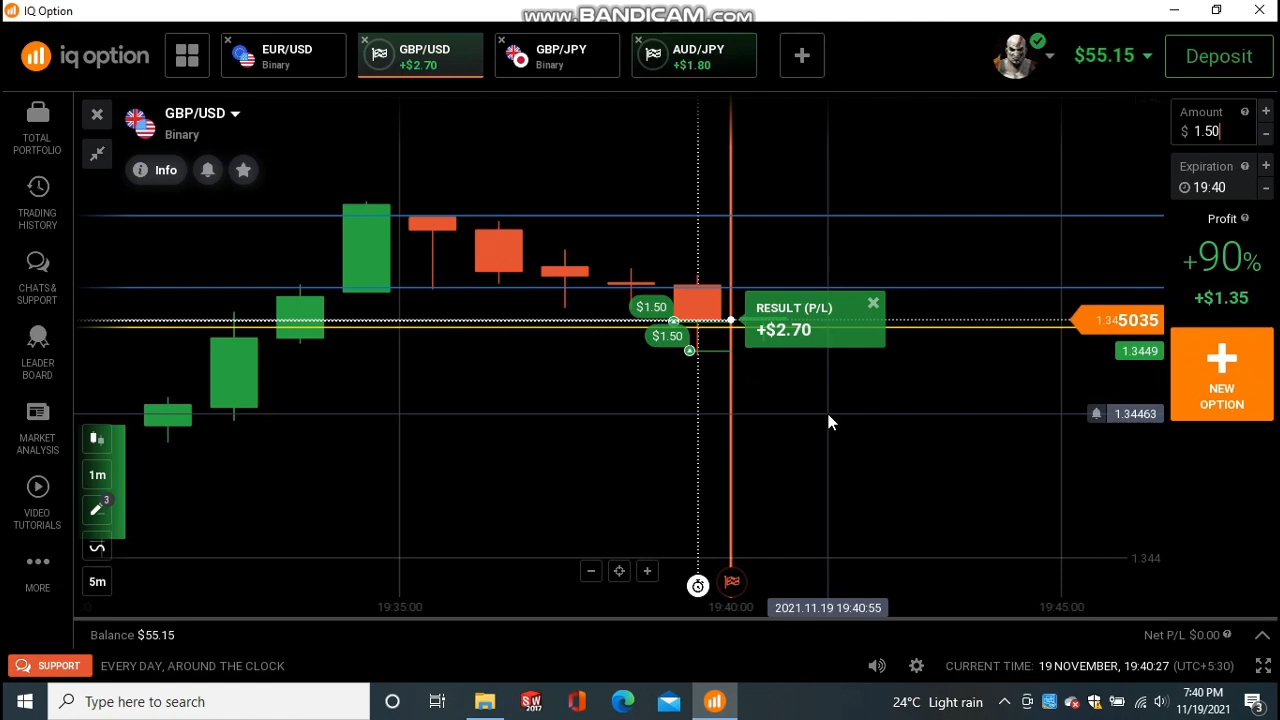 IQ Option
www.BANDICAM.com
iq option
EUR/USD
Binary
GBP/USD
+$2.70
GBP/JPY
Binary
AUD/JPY
+$1.80
$55.15
Deposit
TOTAL
PORTFOLIO
TRADING
HISTORY
CHATS &
SUPPORT
LEADER
BOARD
MARKET
ANALYSIS
VIDEO
TUTORIALS
MORE
GBP/USD
Binary
Info
1m
3
5m
$1.50
$1.50
RESULT (P/L)
+$2.70
1.345035
1.3449
1.34463
1.344
19:35:00
19:40:00
2021.11.19 19:40:55
19:45:00
Amount
$ 1.50
Expiration
19:40
Profit
+90%
+$1.35
NEW
OPTION
Balance $55.15
Net P/L $0.00
SUPPORT
EVERY DAY, AROUND THE CLOCK
CURRENT TIME: 19 NOVEMBER, 19:40:27 (UTC+5:30)
Type here to search
SW
2017
24°C Light rain
7:40 PM
11/19/2021
3